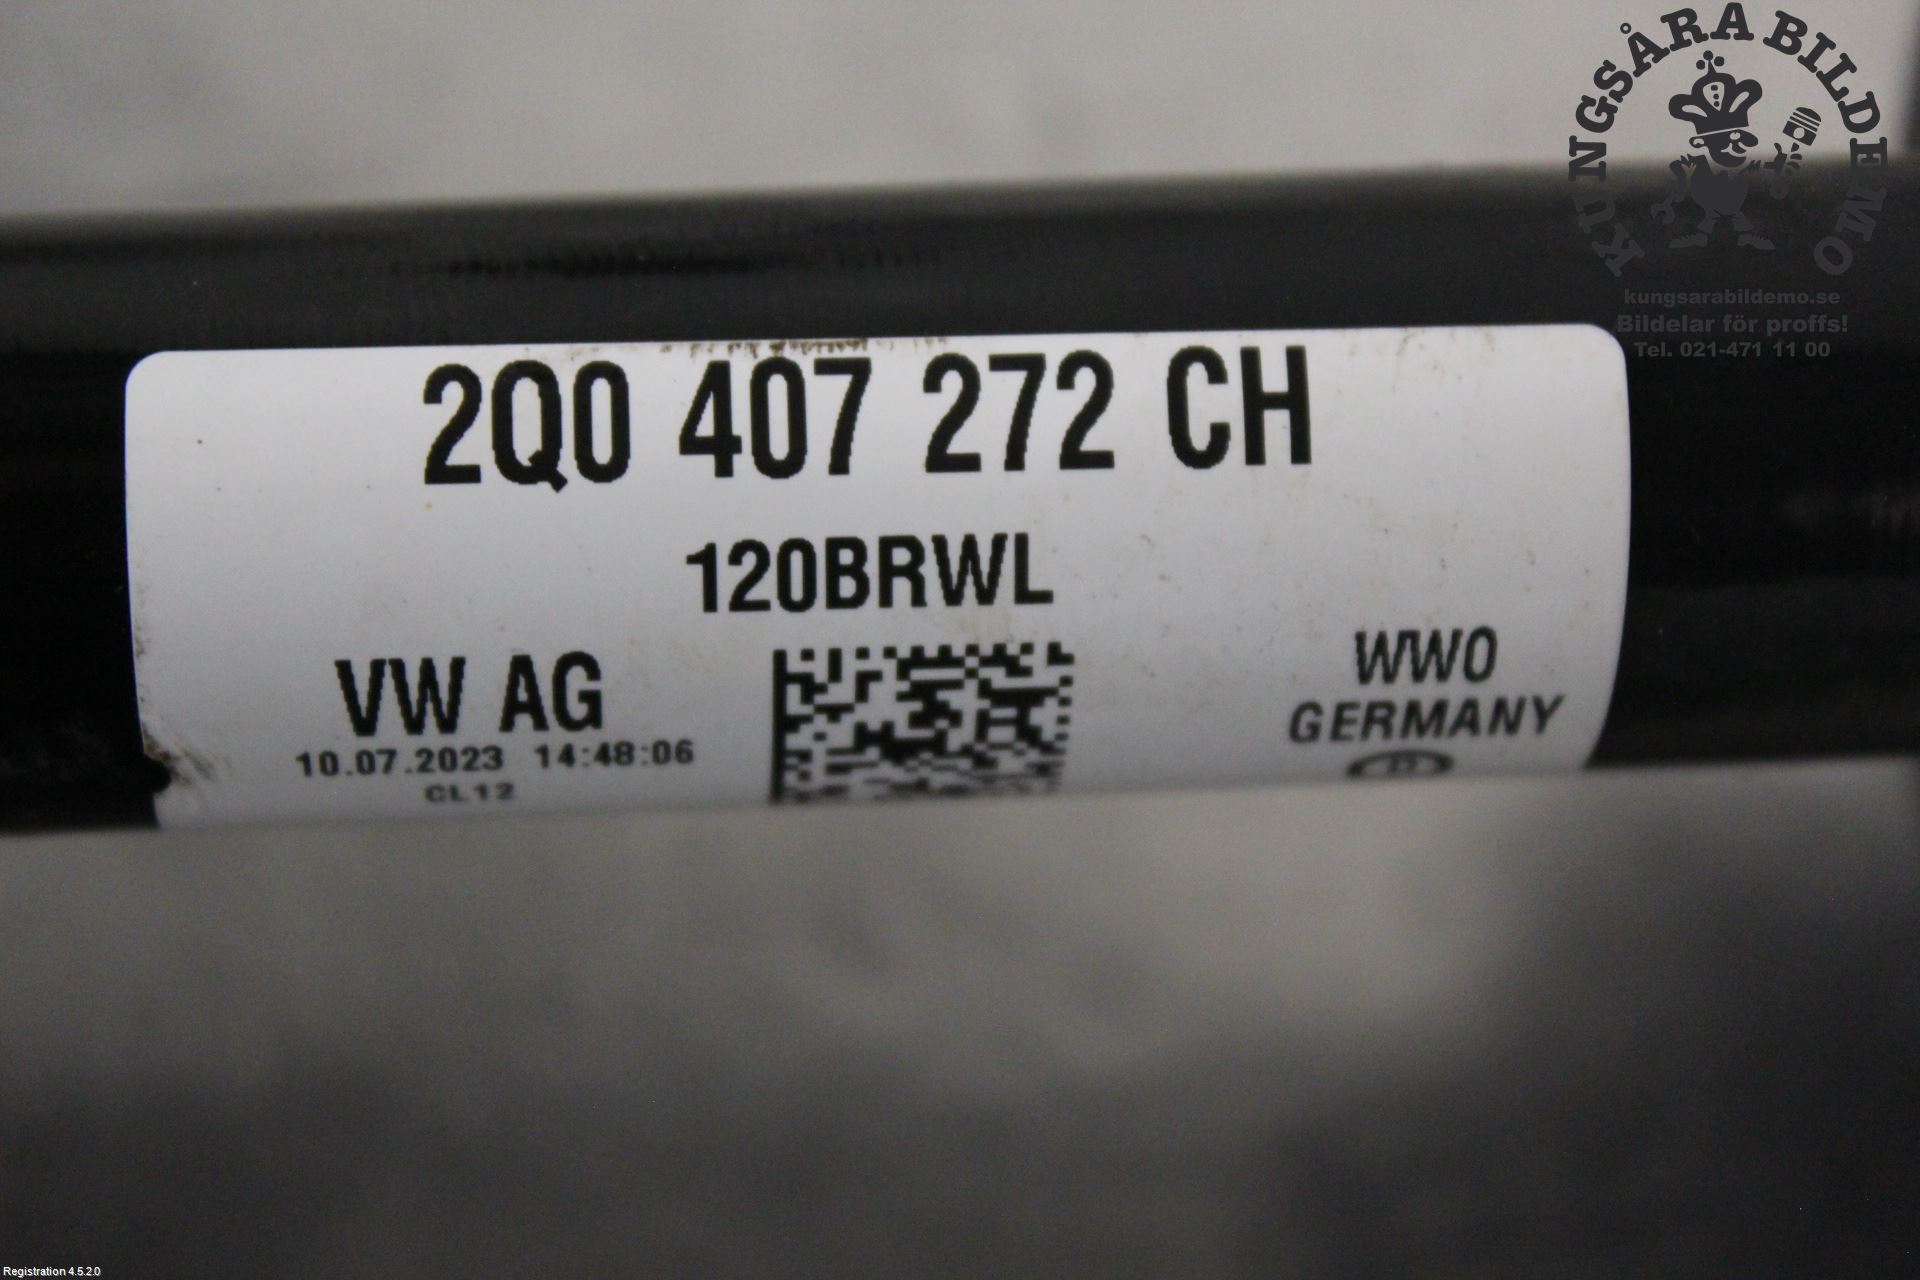 KUNGSÅRA BILDEMO
kungsarabildemo.se
Bildelar för proffs!
Tel. 021-471 11 00
2Q0 407 272 CH
120BRWL
VW AG
10.07.2023 14:48:06
CL12
WW0
GERMANY
Registration 4.5.2.0